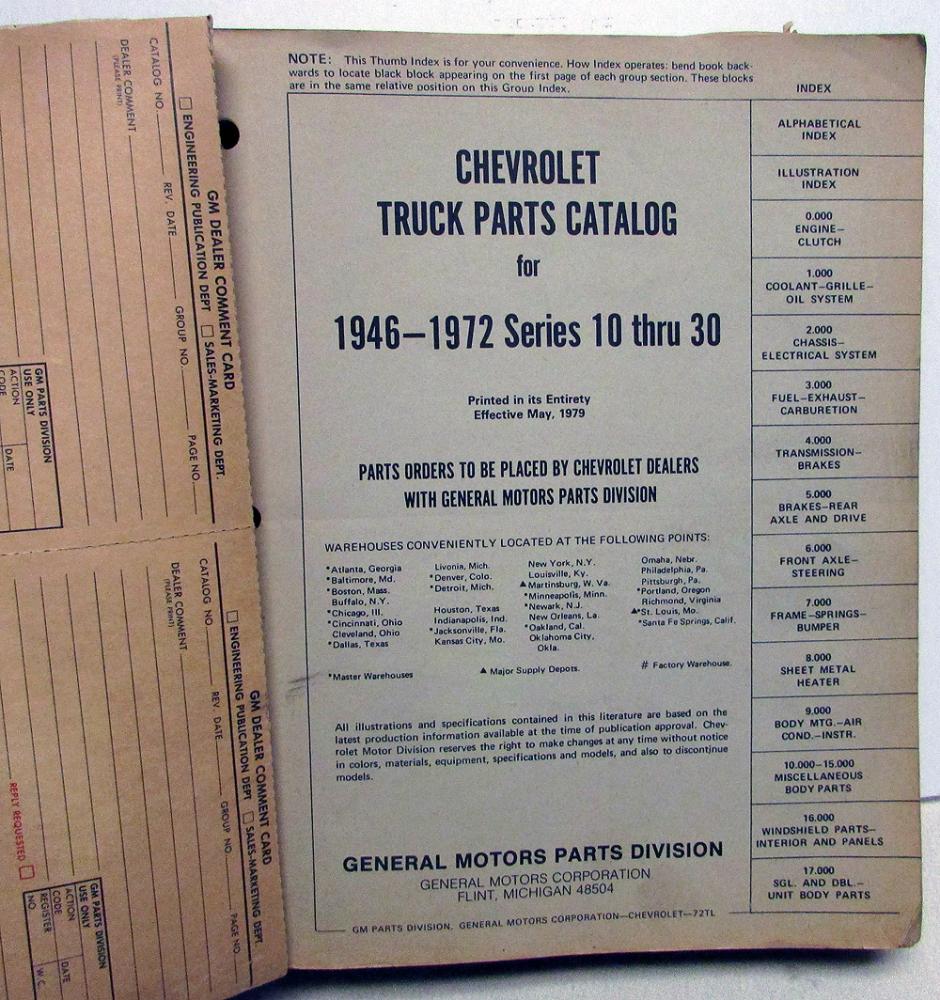 NOTE: This Thumb Index is for your convenience. How Index operates: bend book back-
wards to locate black block appearing on the first page of each group section. These blocks
are in the same relative position on this Group Index.
CHEVROLET
TRUCK PARTS CATALOG
for
1946–1972 Series 10 thru 30
Printed in its Entirety
Effective May, 1979
PARTS ORDERS TO BE PLACED BY CHEVROLET DEALERS
WITH GENERAL MOTORS PARTS DIVISION
WAREHOUSES CONVENIENTLY LOCATED AT THE FOLLOWING POINTS:
*Atlanta, Georgia
*Baltimore, Md.
*Boston, Mass.
Buffalo, N.Y.
*Chicago, Ill.
*Cincinnati, Ohio
Cleveland, Ohio
*Dallas, Texas
Livonia, Mich.
*Denver, Colo.
*Detroit, Mich.
Houston, Texas
Indianapolis, Ind.
*Jacksonville, Fla.
Kansas City, Mo.
New York, N.Y.
Louisville, Ky.
▲Martinsburg, W. Va.
*Minneapolis, Minn.
*Newark, N.J.
New Orleans, La.
*Oakland, Cal.
Oklahoma City,
Okla.
Omaha, Nebr.
Philadelphia, Pa.
Pittsburgh, Pa.
*Portland, Oregon
Richmond, Virginia
▲*St. Louis, Mo.
*Santa Fe Springs, Calif.
*Master Warehouses
▲ Major Supply Depots.
# Factory Warehouse.
All illustrations and specifications contained in this literature are based on the
latest production information available at the time of publication approval. Chev-
rolet Motor Division reserves the right to make changes at any time without notice
in colors, materials, equipment, specifications and models, and also to discontinue
models.
GENERAL MOTORS PARTS DIVISION
GENERAL MOTORS CORPORATION
FLINT, MICHIGAN 48504
GM PARTS DIVISION, GENERAL MOTORS CORPORATION—CHEVROLET—72TL
INDEX
ALPHABETICAL
INDEX
ILLUSTRATION
INDEX
0.000
ENGINE–
CLUTCH
1.000
COOLANT–GRILLE–
OIL SYSTEM
2.000
CHASSIS–
ELECTRICAL SYSTEM
3.000
FUEL–EXHAUST–
CARBURETION
4.000
TRANSMISSION–
BRAKES
5.000
BRAKES–REAR
AXLE AND DRIVE
6.000
FRONT AXLE–
STEERING
7.000
FRAME–SPRINGS–
BUMPER
8.000
SHEET METAL
HEATER
9.000
BODY MTG.–AIR
COND.–INSTR.
10.000–15.000
MISCELLANEOUS
BODY PARTS
16.000
WINDSHIELD PARTS–
INTERIOR AND PANELS
17.000
SGL. AND DBL.–
UNIT BODY PARTS
GM DEALER COMMENT CARD
ENGINEERING PUBLICATION DEPT SALES-MARKETING DEPT.
CATALOG NO. REV. DATE GROUP NO. PAGE NO.
DEALER COMMENT
(PLEASE PRINT)
GM PARTS DIVISION
USE ONLY
ACTION
CODE
DATE
GM DEALER COMMENT CARD
ENGINEERING PUBLICATION DEPT SALES-MARKETING DEPT.
CATALOG NO. REV. DATE GROUP NO. PAGE NO.
DEALER COMMENT
(PLEASE PRINT)
REPLY REQUESTED
GM PARTS DIVISION
USE ONLY
ACTION
CODE
DATE
REGISTER
NO.
W.C.